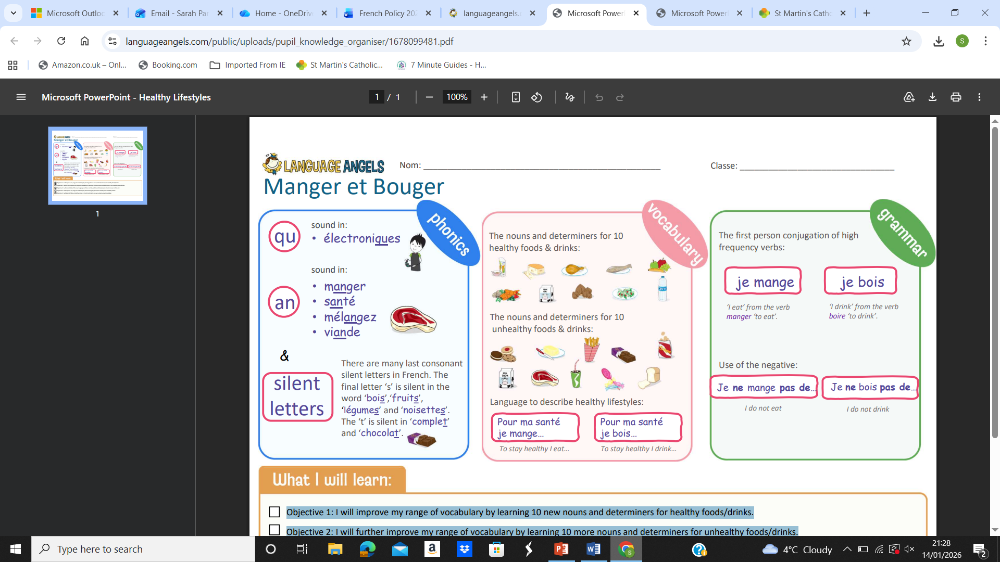 Microsoft Outloo
Email - Sarah Par
Home - OneDriv
French Policy 202
languageangels.c
Microsoft Power
Microsoft Power
St Martin's Catho
languageangels.com/public/uploads/pupil_knowledge_organiser/1678099481.pdf
S
Amazon.co.uk – Onl...
Booking.com
Imported From IE
St Martin's Catholic...
7 Minute Guides - H...
Microsoft PowerPoint - Healthy Lifestyles
1 / 1
100%
1
LANGUAGE ANGELS
Nom:
Classe:
Manger et Bouger
phonics
qu
sound in:
• électroniques
sound in:
an
• manger
• santé
• mélangez
• viande
&
silent
letters
There are many last consonant
silent letters in French. The
final letter ‘s’ is silent in the
word ‘bois’,‘fruits’,
‘légumes’ and ‘noisettes’.
The ‘t’ is silent in ‘complet’
and ‘chocolat’.
vocabulary
The nouns and determiners for 10
healthy foods & drinks:
The nouns and determiners for 10
unhealthy foods & drinks:
Language to describe healthy lifestyles:
Pour ma santé
je mange...
To stay healthy I eat...
Pour ma santé
je bois...
To stay healthy I drink...
grammar
The first person conjugation of high
frequency verbs:
je mange
‘I eat’ from the verb
manger ‘to eat’.
je bois
‘I drink’ from the verb
boire ‘to drink’.
Use of the negative:
Je ne mange pas de...
I do not eat
Je ne bois pas de...
I do not drink
What I will learn:
Objective 1: I will improve my range of vocabulary by learning 10 new nouns and determiners for healthy foods/drinks.
Objective 2: I will further improve my range of vocabulary by learning 10 more nouns and determiners for unhealthy foods/drinks.
Type here to search
4°C Cloudy
21:28
14/01/2026
2